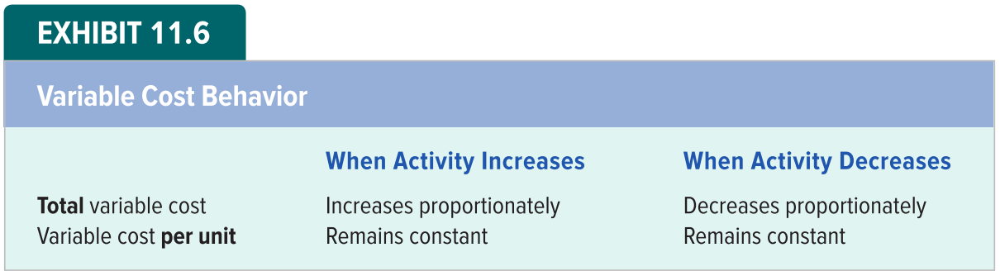 EXHIBIT 11.6
Variable Cost Behavior
When Activity Increases When Activity Decreases
Total variable cost Increases proportionately Decreases proportionately
Variable cost per unit Remains constant Remains constant